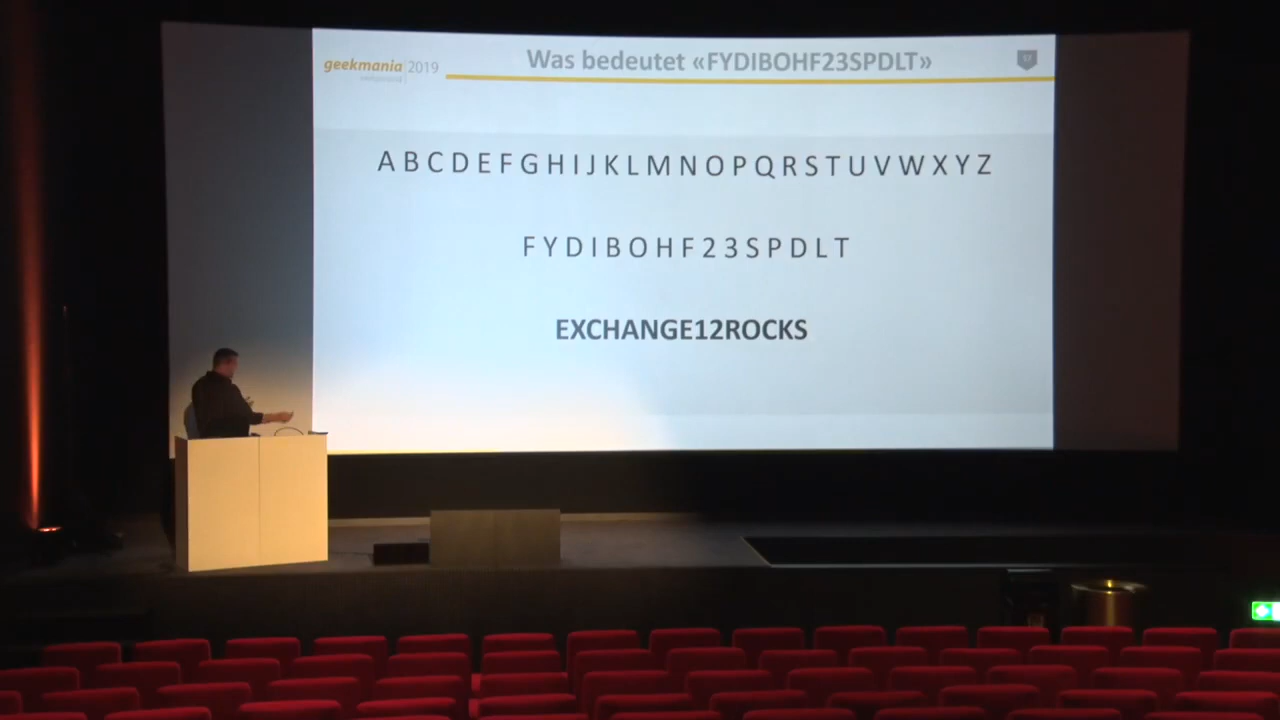 geekmania 2019
Was bedeutet «FYDIBOHF23SPDLT»
A B C D E F G H I J K L M N O P Q R S T U V W X Y Z
F Y D I B O H F 2 3 S P D L T
EXCHANGE12ROCKS